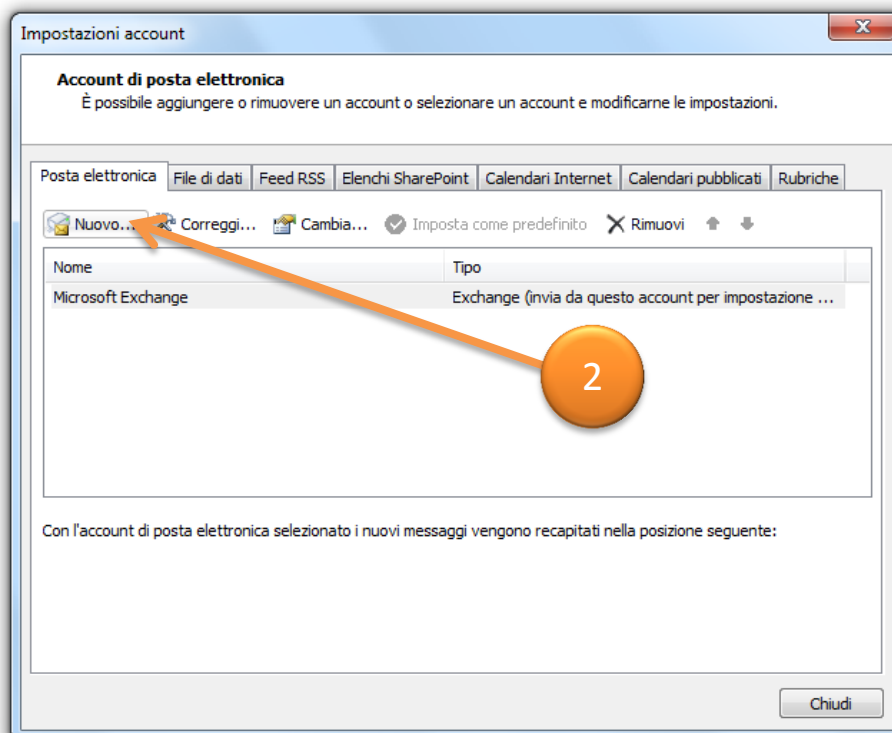 Impostazioni account
X
Account di posta elettronica
È possibile aggiungere o rimuovere un account o selezionare un account e modificarne le impostazioni.
Posta elettronica File di dati Feed RSS Elenchi SharePoint Calendari Internet Calendari pubblicati Rubriche
Nuovo... Correggi... Cambia... Imposta come predefinito Rimuovi
Nome Tipo
Microsoft Exchange Exchange (invia da questo account per impostazione ...
2
Con l'account di posta elettronica selezionato i nuovi messaggi vengono recapitati nella posizione seguente:
Chiudi